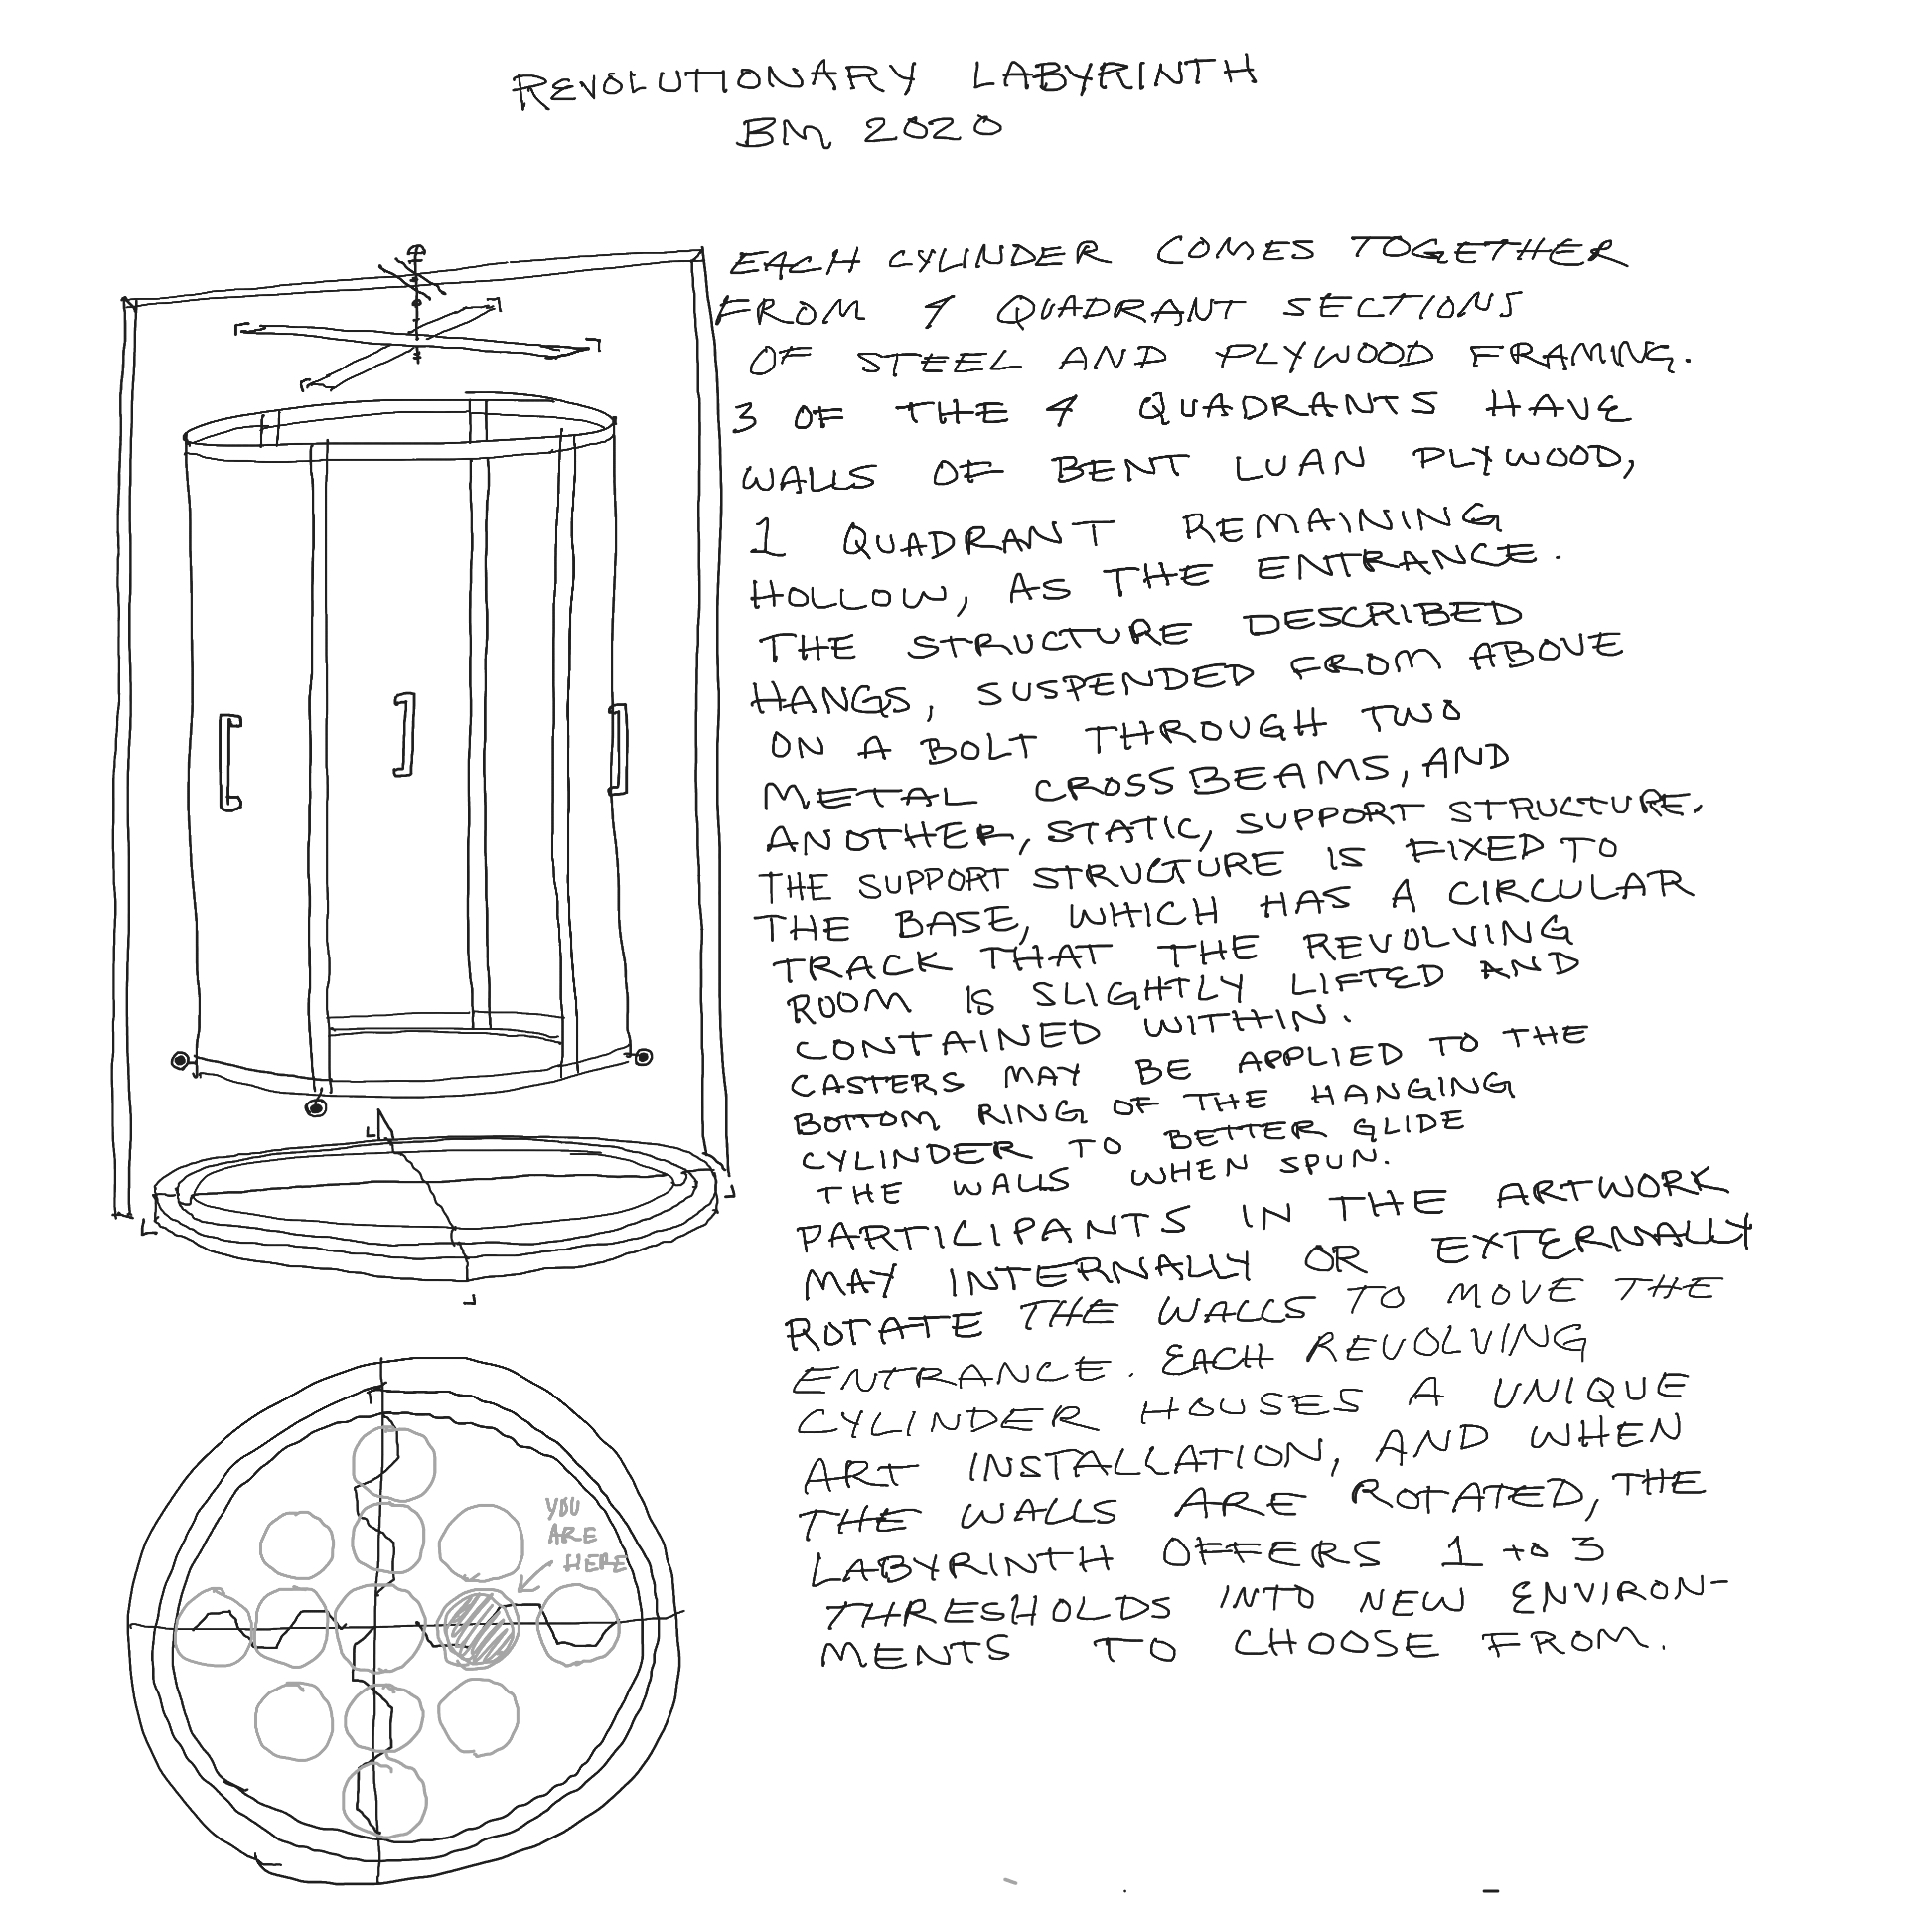 REVOLUTIONARY LABYRINTH
BM 2020
EACH CYLINDER COMES TOGETHER
FROM 4 QUADRANT SECTIONS
OF STEEL AND PLYWOOD FRAMING.
3 OF THE 4 QUADRANTS HAVE
WALLS OF BENT LUAN PLYWOOD,
1 QUADRANT REMAINING
HOLLOW, AS THE ENTRANCE.
THE STRUCTURE DESCRIBED
HANGS, SUSPENDED FROM ABOVE
ON A BOLT THROUGH TWO
METAL CROSSBEAMS, AND
ANOTHER, STATIC, SUPPORT STRUCTURE.
THE SUPPORT STRUCTURE IS FIXED TO
THE BASE, WHICH HAS A CIRCULAR
TRACK THAT THE REVOLVING
ROOM IS SLIGHTLY LIFTED AND
CONTAINED WITHIN.
CASTERS MAY BE APPLIED TO THE
BOTTOM RING OF THE HANGING
CYLINDER TO BETTER GLIDE
THE WALLS WHEN SPUN.
PARTICIPANTS IN THE ARTWORK
MAY INTERNALLY OR EXTERNALLY
ROTATE THE WALLS TO MOVE THE
ENTRANCE. EACH REVOLVING
CYLINDER HOUSES A UNIQUE
ART INSTALLATION, AND WHEN
THE WALLS ARE ROTATED, THE
LABYRINTH OFFERS 1 to 3
THRESHOLDS INTO NEW ENVIRON-
MENTS TO CHOOSE FROM.
YOU
ARE
HERE